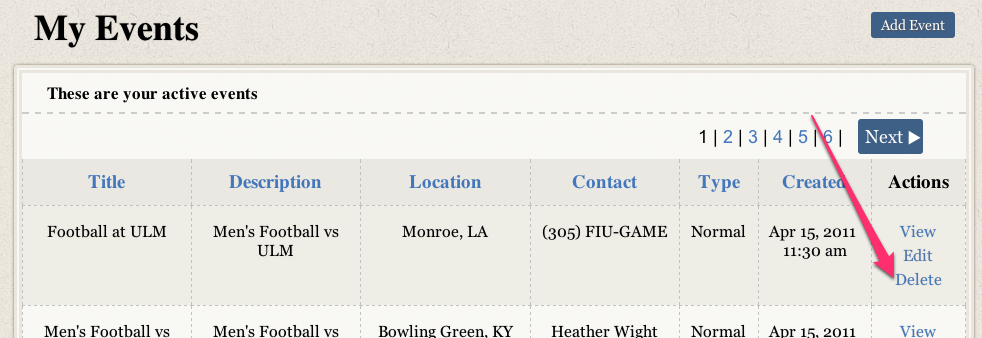 My Events
Add Event
These are your active events
1 | 2 | 3 | 4 | 5 | 6 | Next ▶
Title Description Location Contact Type Created Actions
Football at ULM Men's Football vs Monroe, LA (305) FIU-GAME Normal Apr 15, 2011 View
ULM 11:30 am
Edit
Delete
Men's Football vs Men's Football vs Bowling Green, KY Heather Wight Normal Apr 15, 2011 View